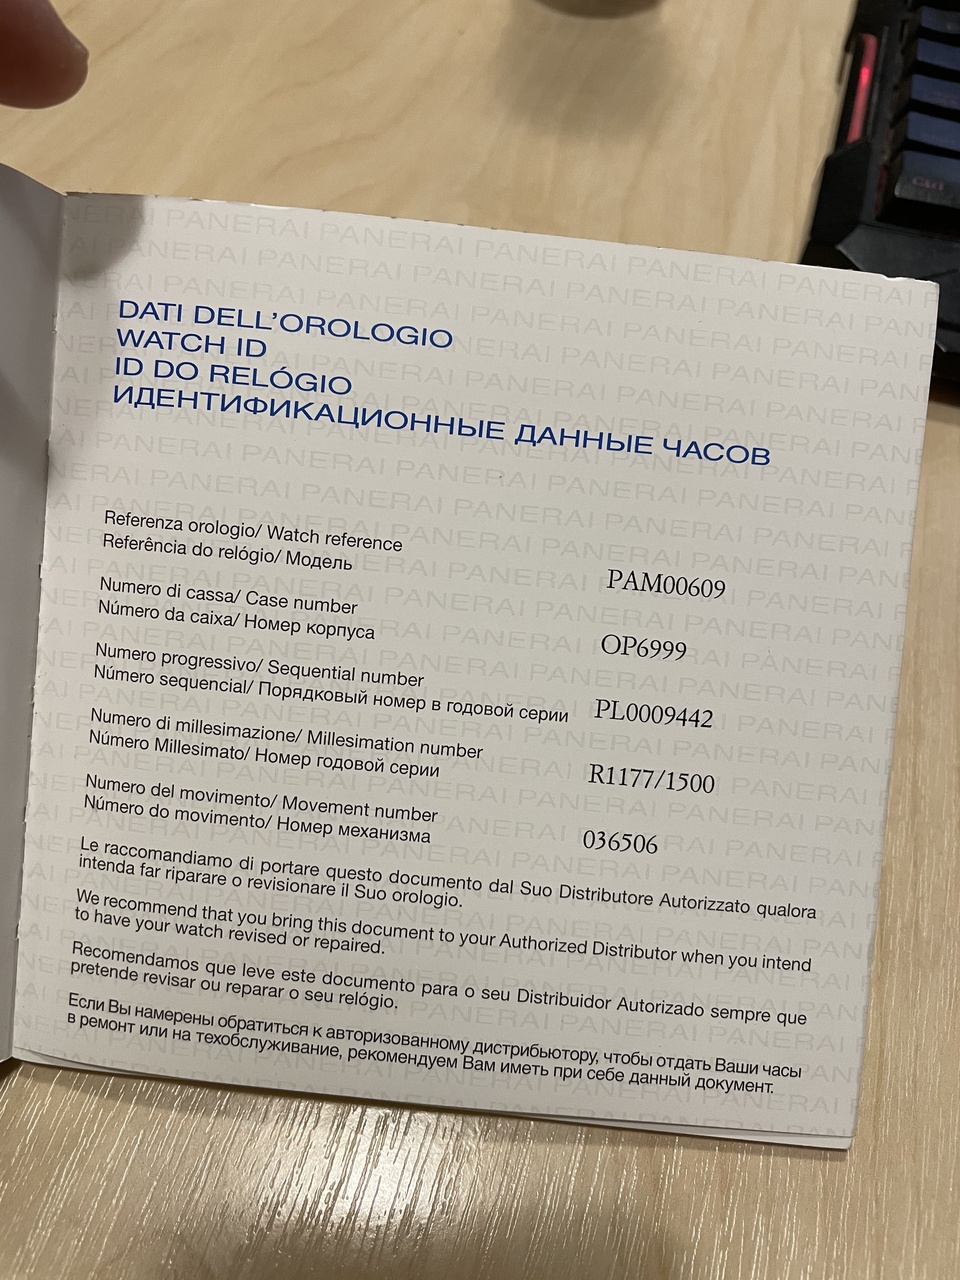 DATI DELL'OROLOGIO
WATCH ID
ID DO RELÓGIO
ИДЕНТИФИКАЦИОННЫЕ ДАННЫЕ ЧАСОВ
Referenza orologio/ Watch reference
Referência do relógio/ Модель
PAM00609
Numero di cassa/ Case number
Número da caixa/ Номер корпуса
OP6999
Numero progressivo/ Sequential number
Número sequencial/ Порядковый номер в годовой серии
PL0009442
Numero di millesimazione/ Millesimation number
Número Millesimato/ Номер годовой серии
R1177/1500
Numero del movimento/ Movement number
Número do movimento/ Номер механизма
036506
Le raccomandiamo di portare questo documento dal Suo Distributore Autorizzato qualora
intenda far riparare o revisionare il Suo orologio.
We recommend that you bring this document to your Authorized Distributor when you intend
to have your watch revised or repaired.
Recomendamos que leve este documento para o seu Distribuidor Autorizado sempre que
pretende revisar ou reparar o seu relógio.
Если Вы намерены обратиться к авторизованному дистрибьютору, чтобы отдать Ваши часы
в ремонт или на техобслуживание, рекомендуем Вам иметь при себе данный документ.